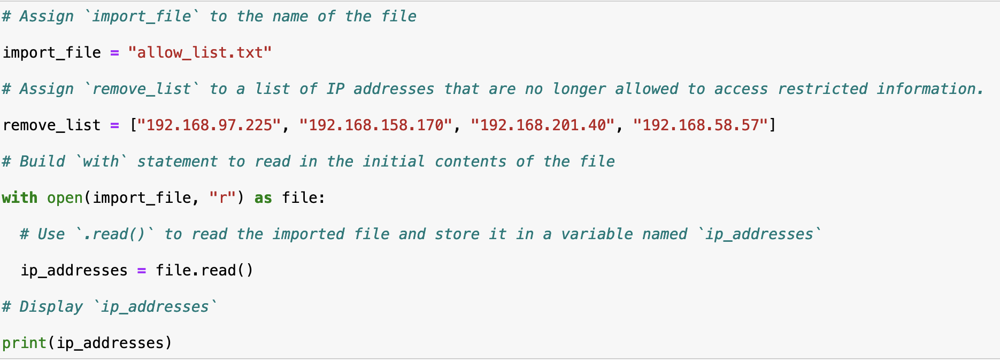 # Assign `import_file` to the name of the file
import_file = "allow_list.txt"
# Assign `remove_list` to a list of IP addresses that are no longer allowed to access restricted information.
remove_list = ["192.168.97.225", "192.168.158.170", "192.168.201.40", "192.168.58.57"]
# Build `with` statement to read in the initial contents of the file
with open(import_file, "r") as file:
  # Use `.read()` to read the imported file and store it in a variable named `ip_addresses`
  ip_addresses = file.read()
# Display `ip_addresses`
print(ip_addresses)